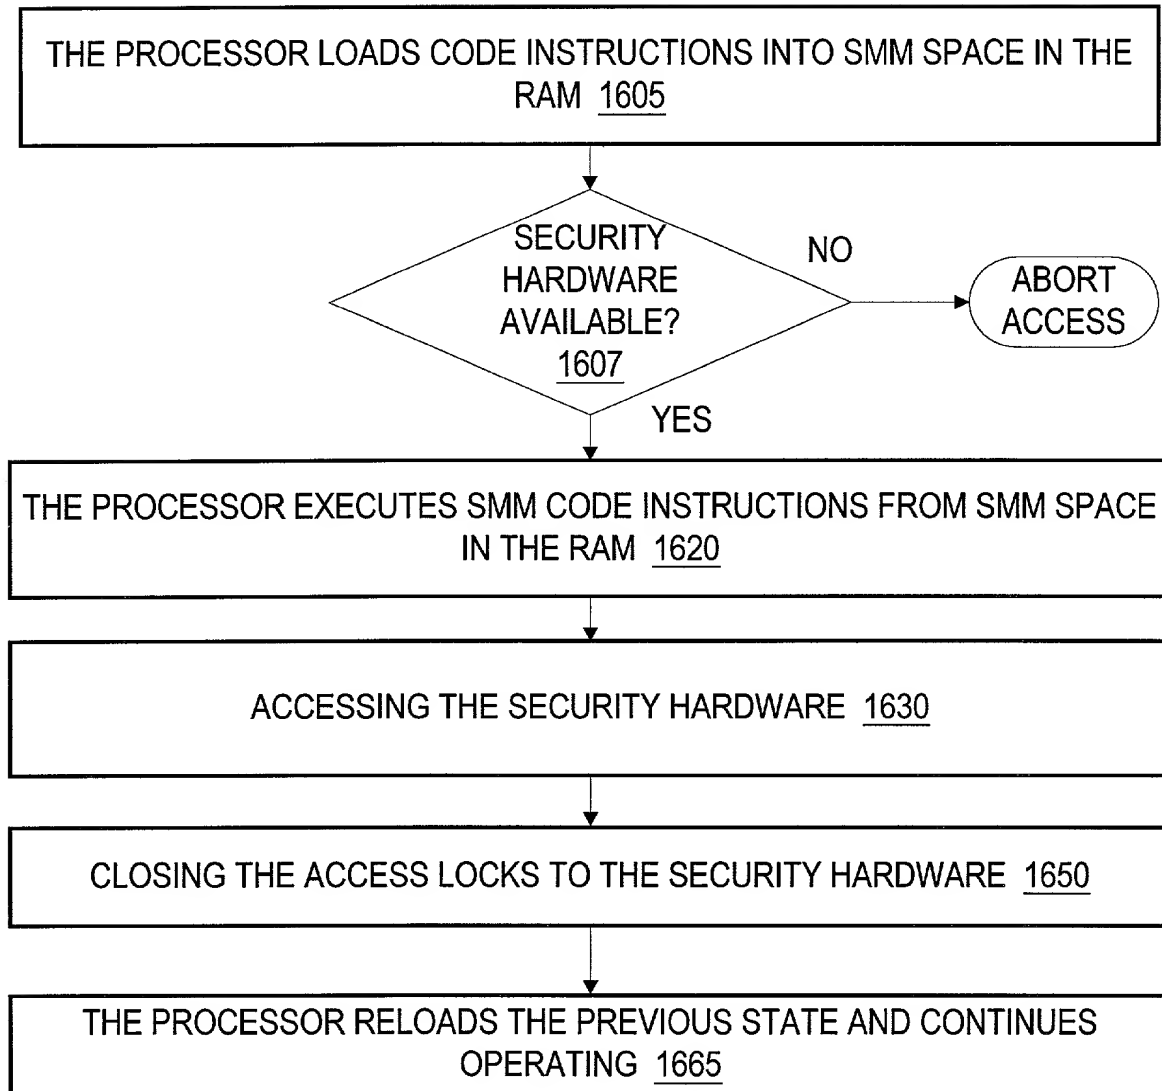 THE PROCESSOR LOADS CODE INSTRUCTIONS INTO SMM SPACE IN THE
RAM 1605
SECURITY
HARDWARE
AVAILABLE?
1607
NO
ABORT
ACCESS
YES
THE PROCESSOR EXECUTES SMM CODE INSTRUCTIONS FROM SMM SPACE
IN THE RAM 1620
ACCESSING THE SECURITY HARDWARE 1630
CLOSING THE ACCESS LOCKS TO THE SECURITY HARDWARE 1650
THE PROCESSOR RELOADS THE PREVIOUS STATE AND CONTINUES
OPERATING 1665